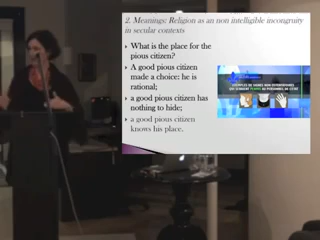 2. Meanings: Religion as an non intelligible incongruity
in secular contexts
What is the place for the
pious citizen?
A good pious citizen
made a choice: he is
rational;
a good pious citizen has
nothing to hide;
a good pious citizen
knows his place.